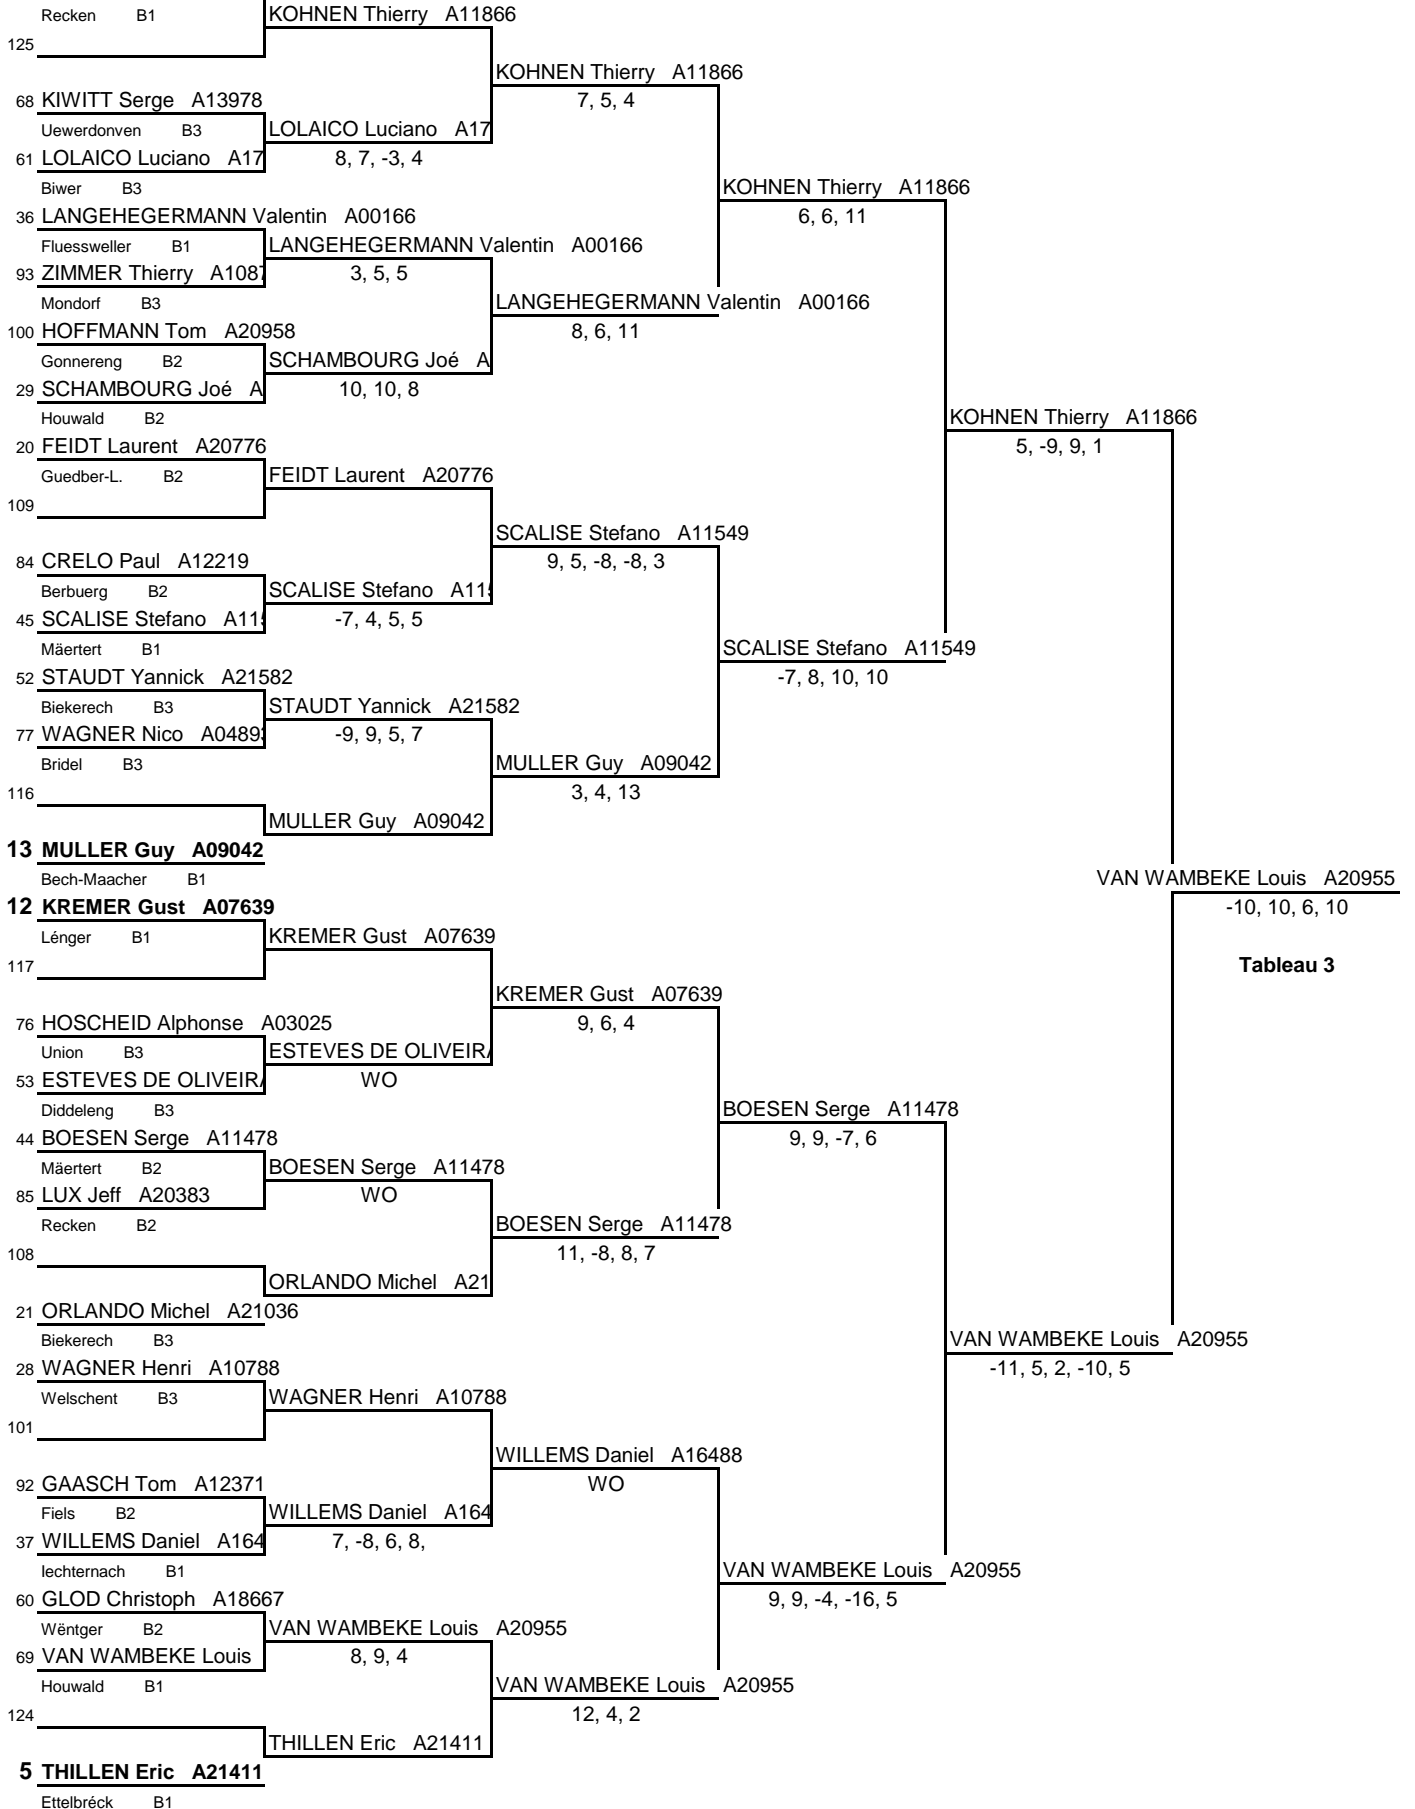 Recken B1
KOHNEN Thierry A11866
125
KOHNEN Thierry A11866
7, 5, 4
68 KIWITT Serge A13978
Uewerdonven B3
LOLAICO Luciano A17
61 LOLAICO Luciano A17
8, 7, -3, 4
Biwer B3
KOHNEN Thierry A11866
6, 6, 11
36 LANGEHEGERMANN Valentin A00166
Fluessweller B1
LANGEHEGERMANN Valentin A00166
93 ZIMMER Thierry A1087
3, 5, 5
Mondorf B3
LANGEHEGERMANN Valentin A00166
8, 6, 11
100 HOFFMANN Tom A20958
Gonnereng B2
SCHAMBOURG Joé A
29 SCHAMBOURG Joé A
10, 10, 8
Houwald B2
KOHNEN Thierry A11866
5, -9, 9, 1
20 FEIDT Laurent A20776
Guedber-L. B2
FEIDT Laurent A20776
109
SCALISE Stefano A11549
9, 5, -8, -8, 3
84 CRELO Paul A12219
Berbuerg B2
SCALISE Stefano A115
45 SCALISE Stefano A115
-7, 4, 5, 5
Mäertert B1
SCALISE Stefano A11549
-7, 8, 10, 10
52 STAUDT Yannick A21582
Biekerech B3
STAUDT Yannick A21582
77 WAGNER Nico A04893
-9, 9, 5, 7
Bridel B3
MULLER Guy A09042
3, 4, 13
116
MULLER Guy A09042
13 MULLER Guy A09042
Bech-Maacher B1
VAN WAMBEKE Louis A20955
-10, 10, 6, 10
12 KREMER Gust A07639
Lénger B1
KREMER Gust A07639
117
Tableau 3
KREMER Gust A07639
9, 6, 4
76 HOSCHEID Alphonse A03025
Union B3
ESTEVES DE OLIVEIRA
53 ESTEVES DE OLIVEIRA
WO
Diddeleng B3
BOESEN Serge A11478
9, 9, -7, 6
44 BOESEN Serge A11478
Mäertert B2
BOESEN Serge A11478
85 LUX Jeff A20383
WO
Recken B2
BOESEN Serge A11478
11, -8, 8, 7
108
ORLANDO Michel A21
21 ORLANDO Michel A21036
Biekerech B3
VAN WAMBEKE Louis A20955
-11, 5, 2, -10, 5
28 WAGNER Henri A10788
Welschent B3
WAGNER Henri A10788
101
WILLEMS Daniel A16488
WO
92 GAASCH Tom A12371
Fiels B2
WILLEMS Daniel A164
37 WILLEMS Daniel A164
7, -8, 6, 8,
Iechternach B1
VAN WAMBEKE Louis A20955
9, 9, -4, -16, 5
60 GLOD Christoph A18667
Wëntger B2
VAN WAMBEKE Louis A20955
69 VAN WAMBEKE Louis
8, 9, 4
Houwald B1
VAN WAMBEKE Louis A20955
12, 4, 2
124
THILLEN Eric A21411
5 THILLEN Eric A21411
Ettelbréck B1